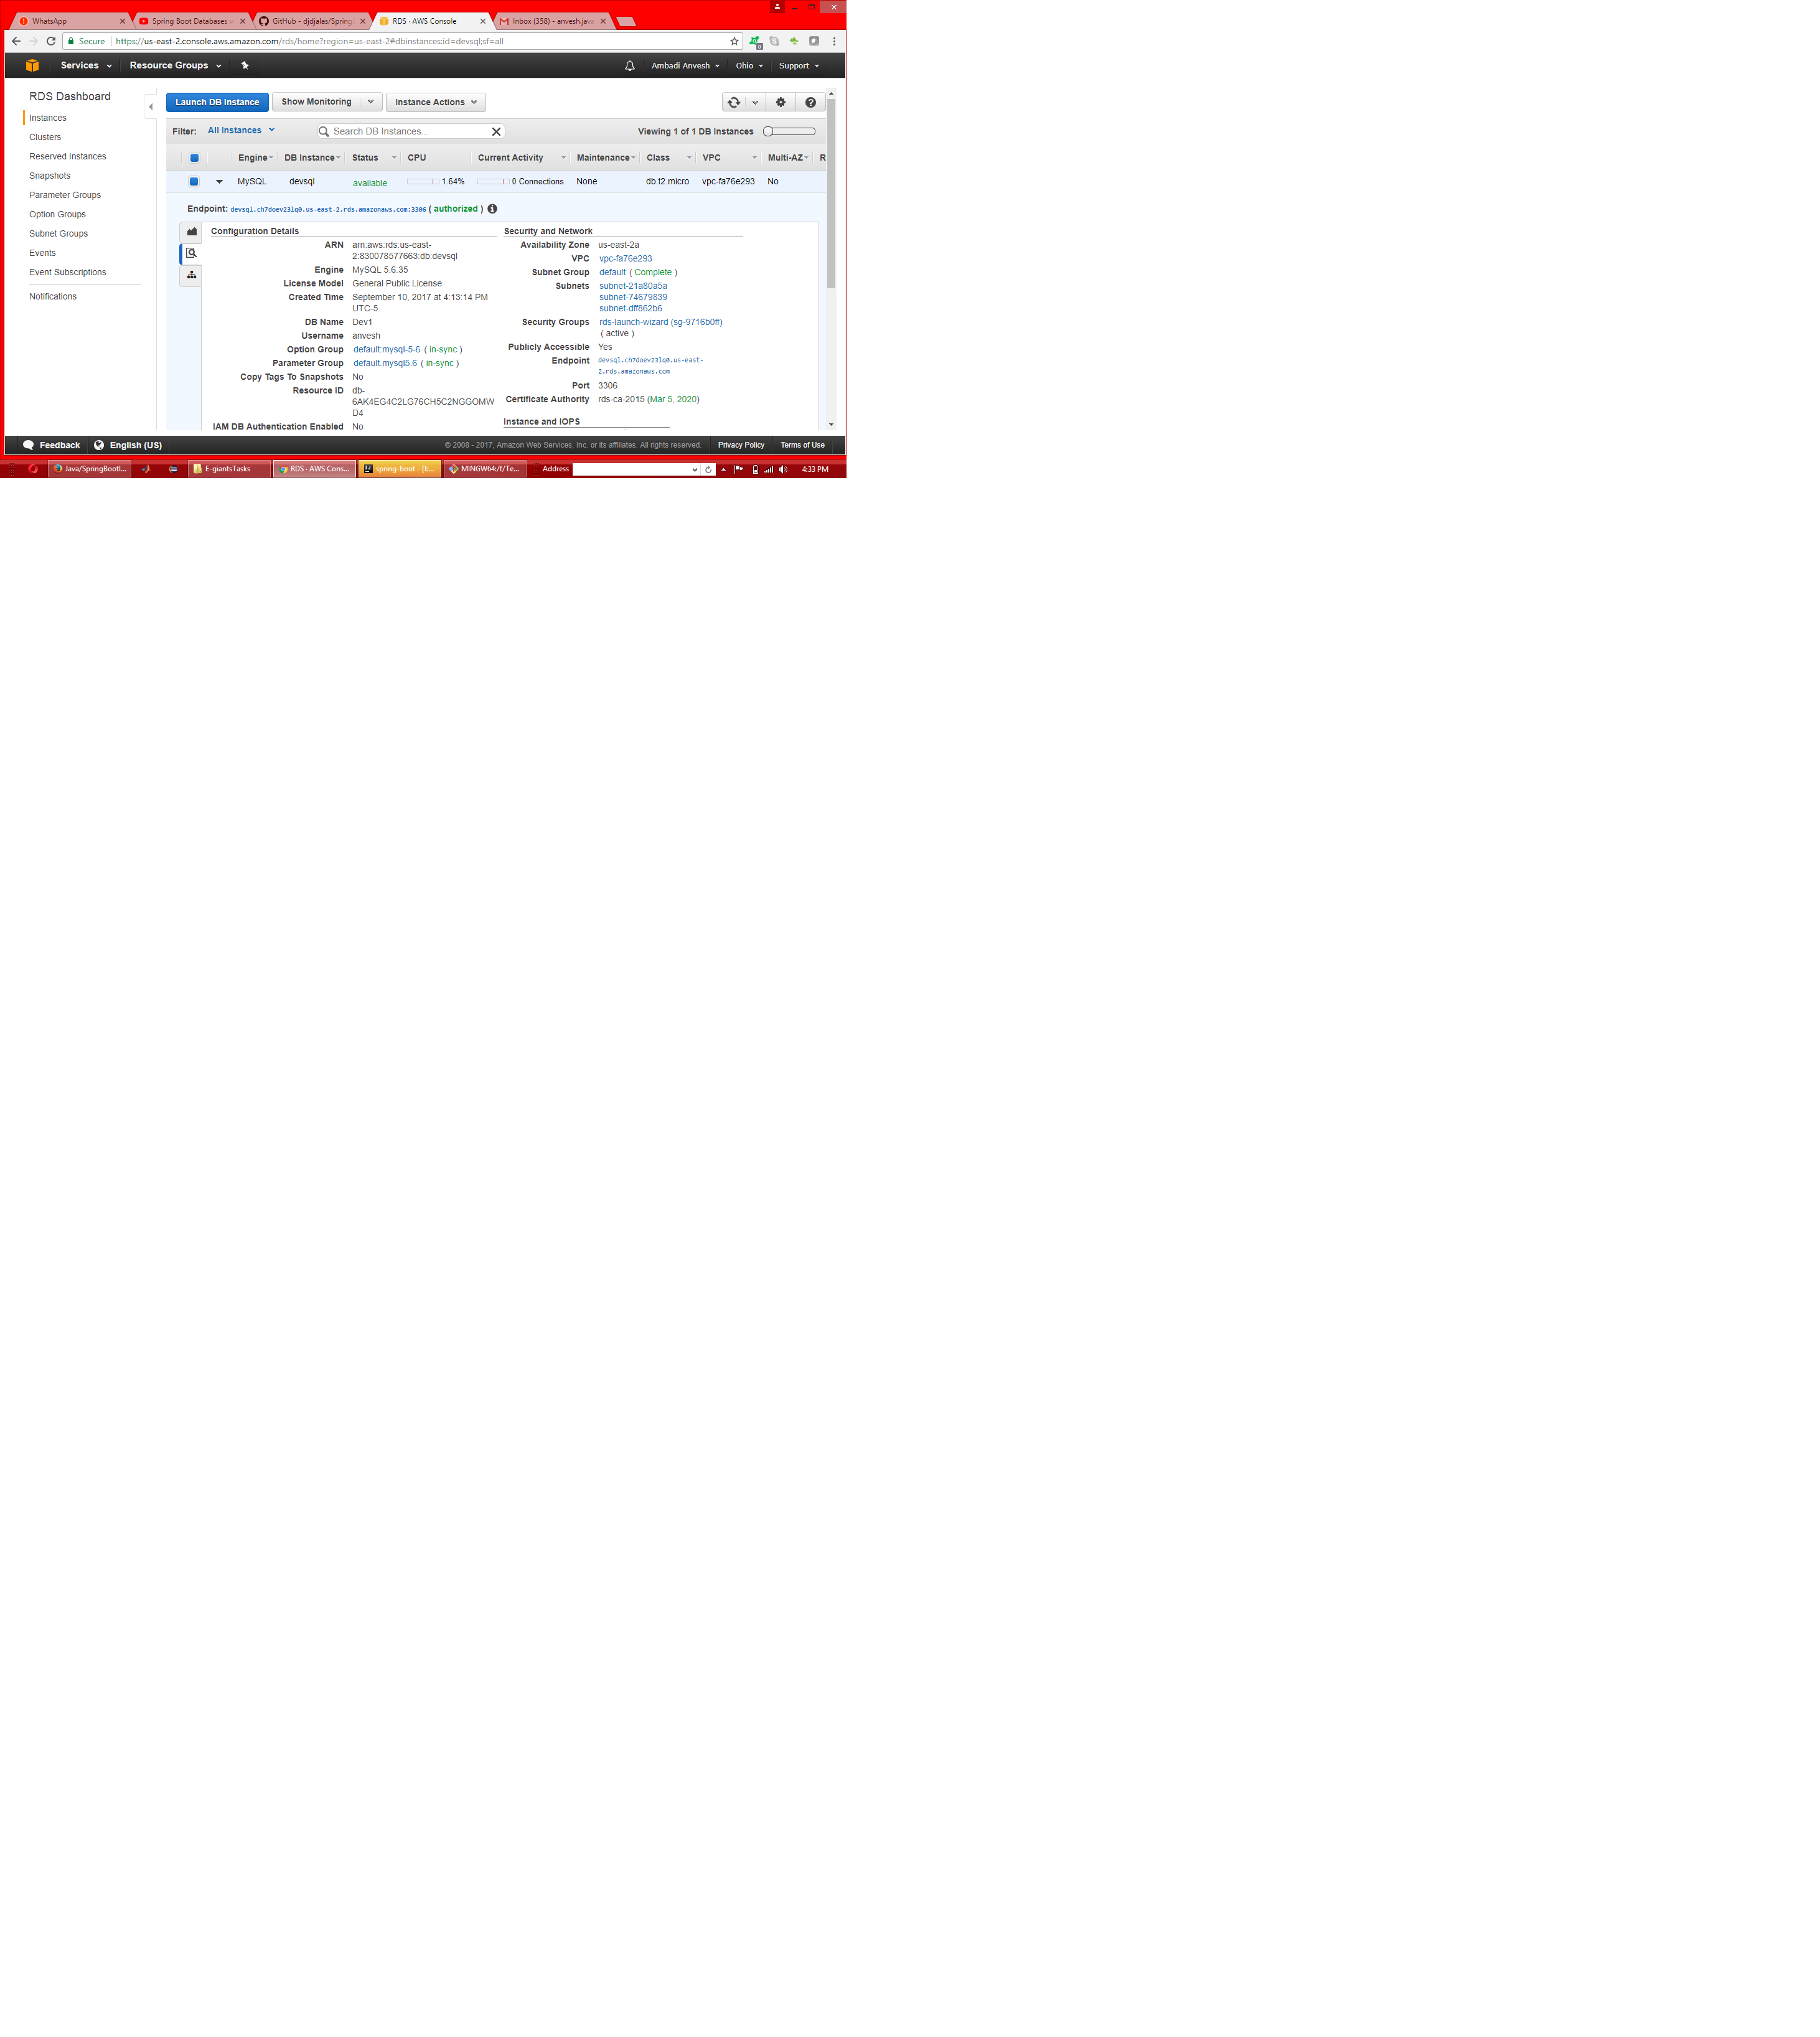 WhatsApp
Spring Boot Databases w
GitHub - djdjalas/Spring
RDS · AWS Console
Inbox (358) - anvesh.java
Secure
https://us-east-2.console.aws.amazon.com/rds/home?region=us-east-2#dbinstances:id=devsql;sf=all
Services
Resource Groups
Ambadi Anvesh
Ohio
Support
RDS Dashboard
Instances
Clusters
Reserved Instances
Snapshots
Parameter Groups
Option Groups
Subnet Groups
Events
Event Subscriptions
Notifications
Launch DB Instance
Show Monitoring
Instance Actions
Filter: All Instances
Search DB Instances...
Viewing 1 of 1 DB Instances
Engine DB Instance Status CPU Current Activity Maintenance Class VPC Multi-AZ R
MySQL devsql available 1.64% 0 Connections None db.t2.micro vpc-fa76e293 No
Endpoint: devsql.ch7doev23lq0.us-east-2.rds.amazonaws.com:3306 ( authorized )
Configuration Details
ARN arn:aws:rds:us-east-
2:830078577663:db:devsql
Engine MySQL 5.6.35
License Model General Public License
Created Time September 10, 2017 at 4:13:14 PM
UTC-5
DB Name Dev1
Username anvesh
Option Group default:mysql-5-6 ( in-sync )
Parameter Group default.mysql5.6 ( in-sync )
Copy Tags To Snapshots No
Resource ID db-
6AK4EG4C2LG76CH5C2NGGOMW
D4
IAM DB Authentication Enabled No
Security and Network
Availability Zone us-east-2a
VPC vpc-fa76e293
Subnet Group default ( Complete )
Subnets subnet-21a80a5a
subnet-74679839
subnet-dff862b6
Security Groups rds-launch-wizard (sg-9716b0ff)
( active )
Publicly Accessible Yes
Endpoint devsql.ch7doev23lq0.us-east-
2.rds.amazonaws.com
Port 3306
Certificate Authority rds-ca-2015 (Mar 5, 2020)
Instance and IOPS
Feedback
English (US)
© 2008 - 2017, Amazon Web Services, Inc. or its affiliates. All rights reserved.
Privacy Policy
Terms of Use
Java/SpringBootI...
E-giantsTasks
RDS · AWS Cons...
spring-boot - [I:...
MINGW64:/f/Te...
Address
4:33 PM